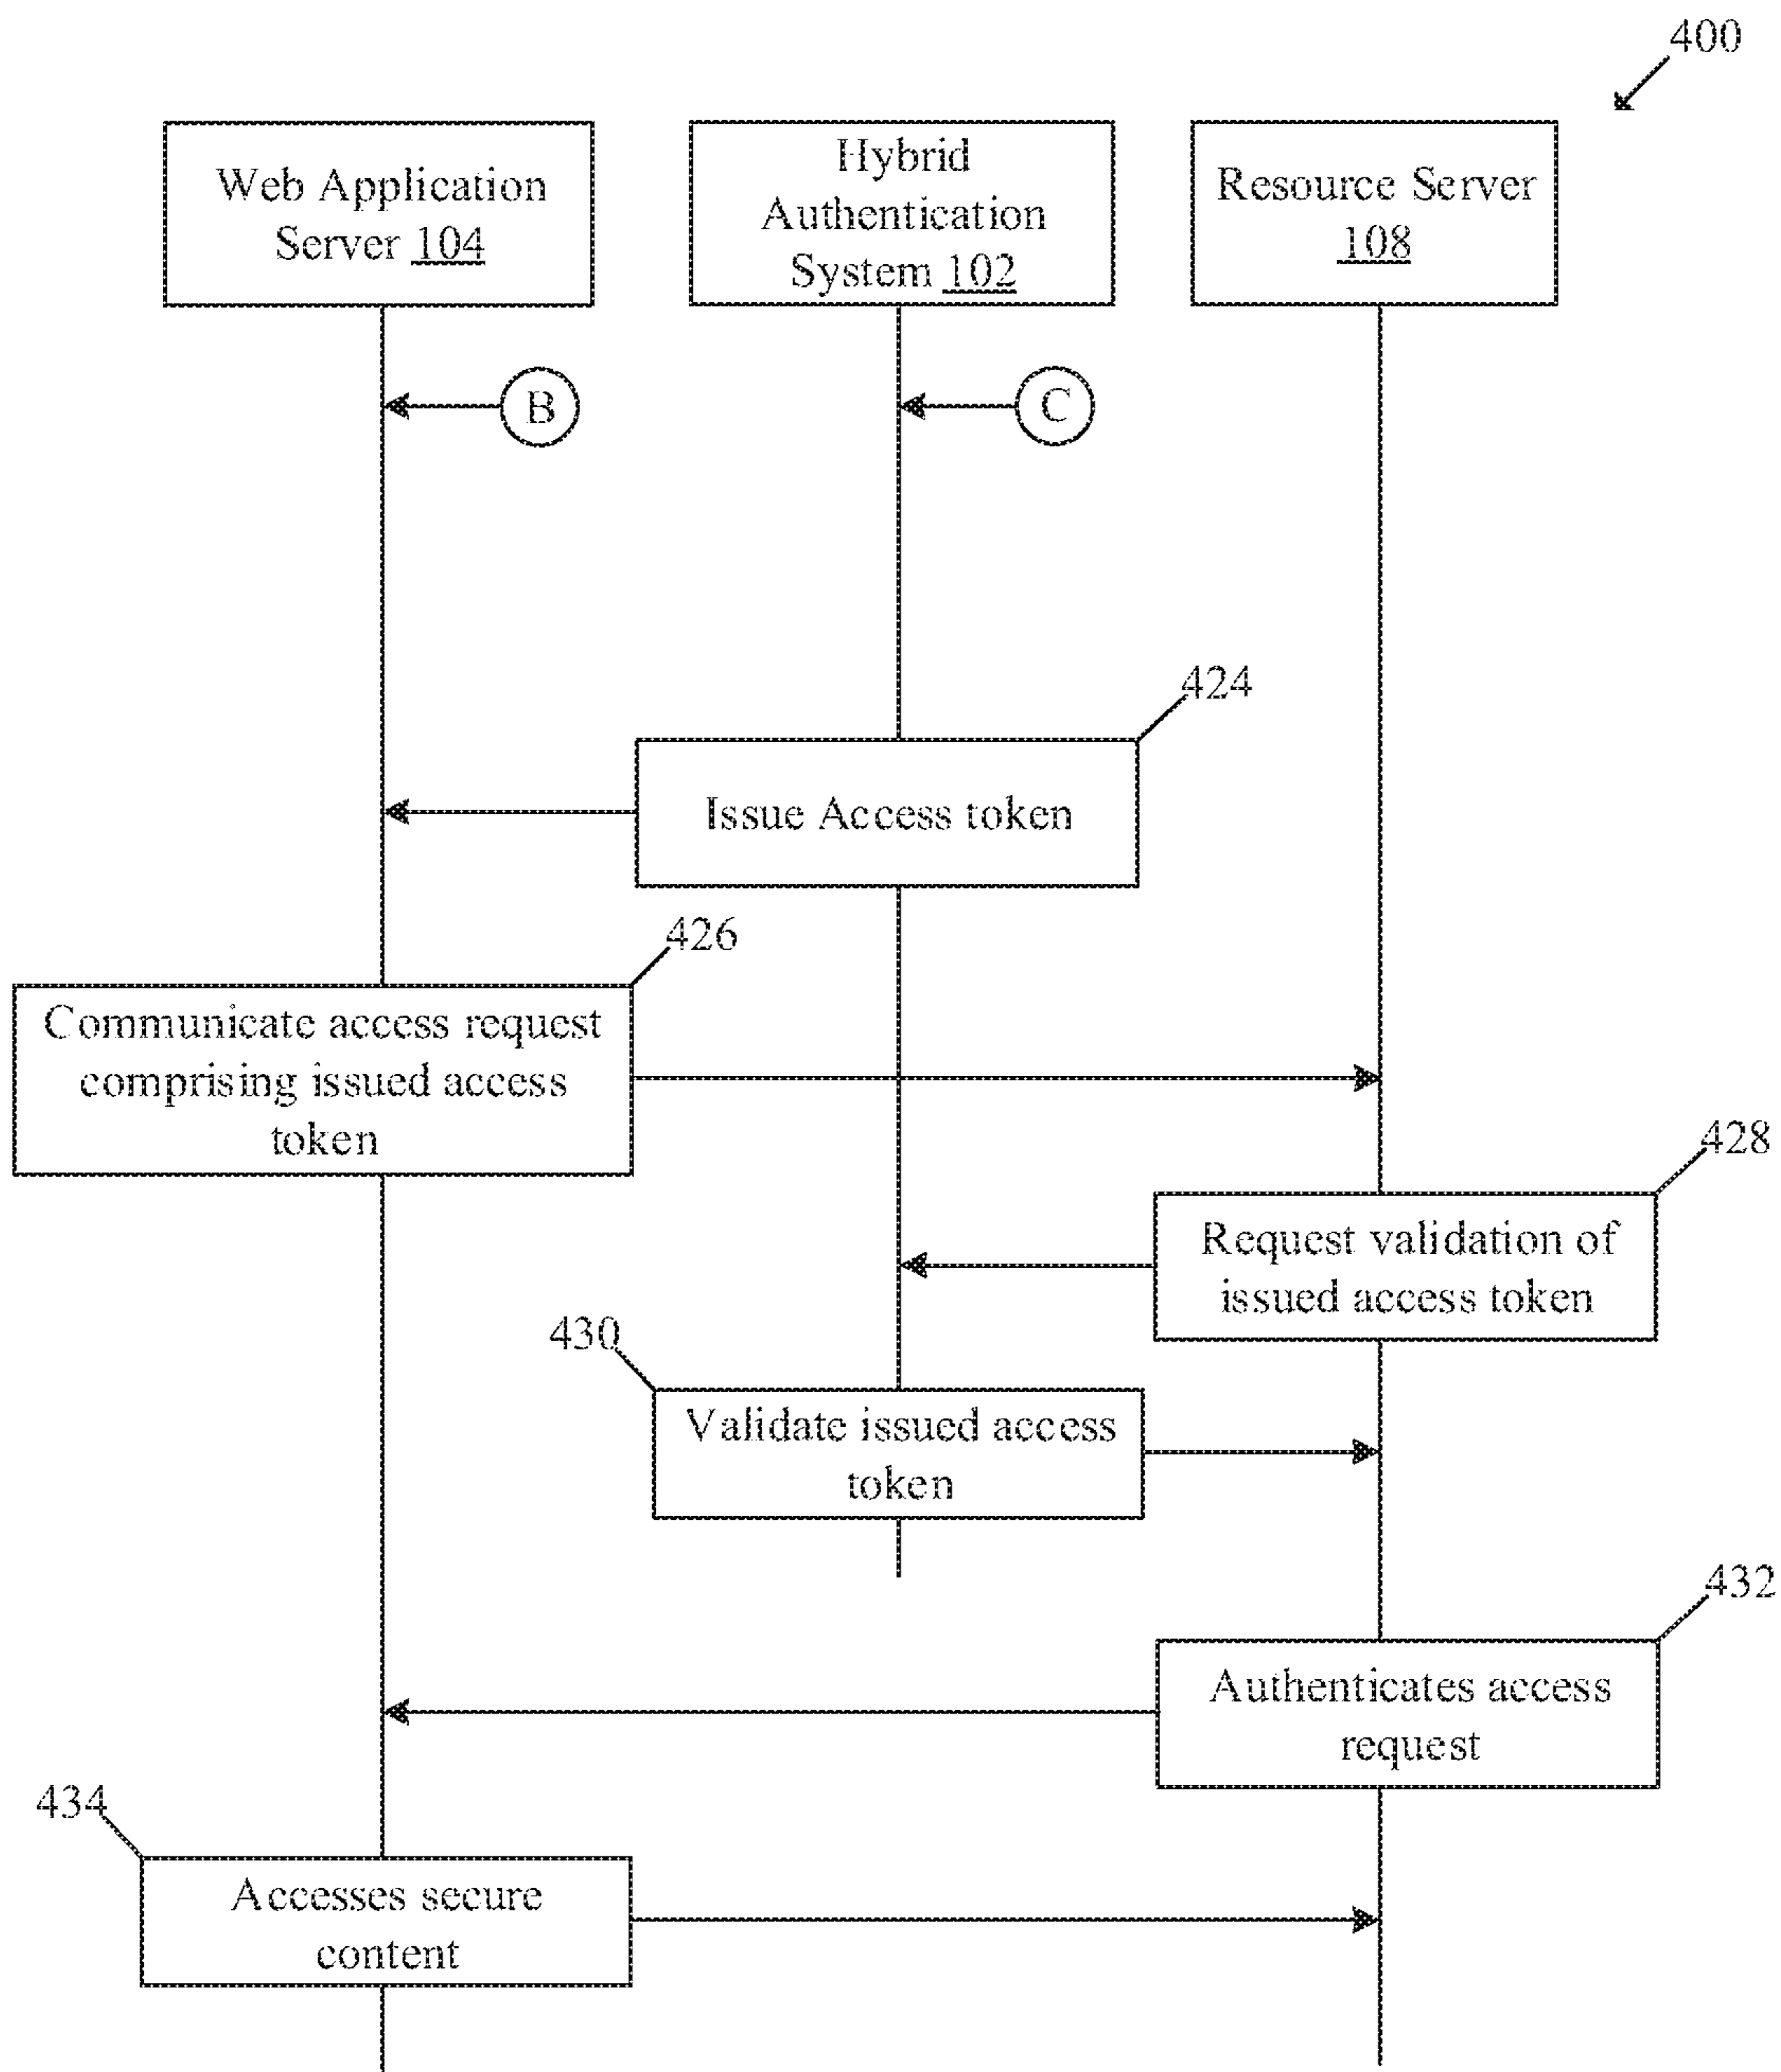 400
Web Application
Server 104
Hybrid
Authentication
System 102
Resource Server
108
B
C
424
Issue Access token
426
Communicate access request
comprising issued access
token
428
Request validation of
issued access token
430
Validate issued access
token
432
Authenticates access
request
434
Accesses secure
content